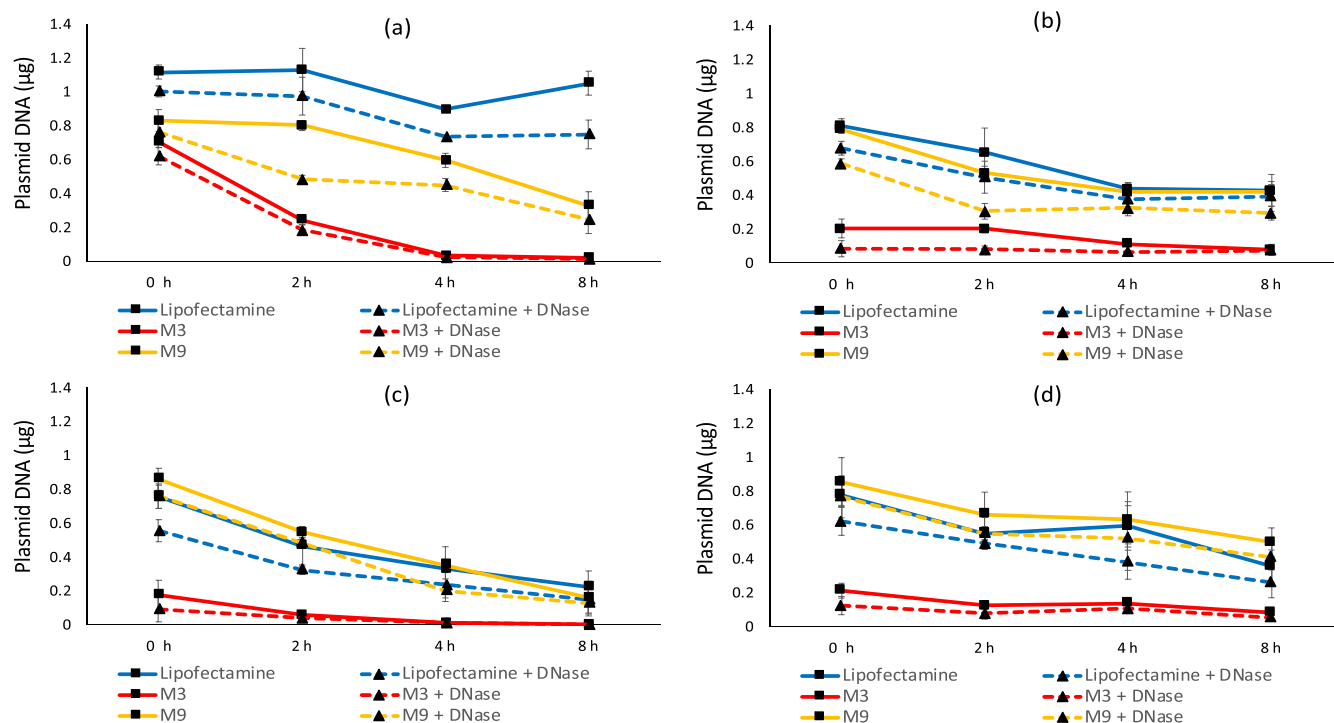 (a)
Plasmid DNA (µg)
1.4
1.2
1
0.8
0.6
0.4
0.2
0
0 h 2 h 4 h 8 h
Lipofectamine Lipofectamine + DNase
M3 M3 + DNase
M9 M9 + DNase
(b)
Plasmid DNA (µg)
1.4
1.2
1
0.8
0.6
0.4
0.2
0
0 h 2 h 4 h 8 h
Lipofectamine Lipofectamine + DNase
M3 M3 + DNase
M9 M9 + DNase
(c)
Plasmid DNA (µg)
1.4
1.2
1
0.8
0.6
0.4
0.2
0
0 h 2 h 4 h 8 h
Lipofectamine Lipofectamine + DNase
M3 M3 + DNase
M9 M9 + DNase
(d)
Plasmid DNA (µg)
1.4
1.2
1
0.8
0.6
0.4
0.2
0
0 h 2 h 4 h 8 h
Lipofectamine Lipofectamine + DNase
M3 M3 + DNase
M9 M9 + DNase